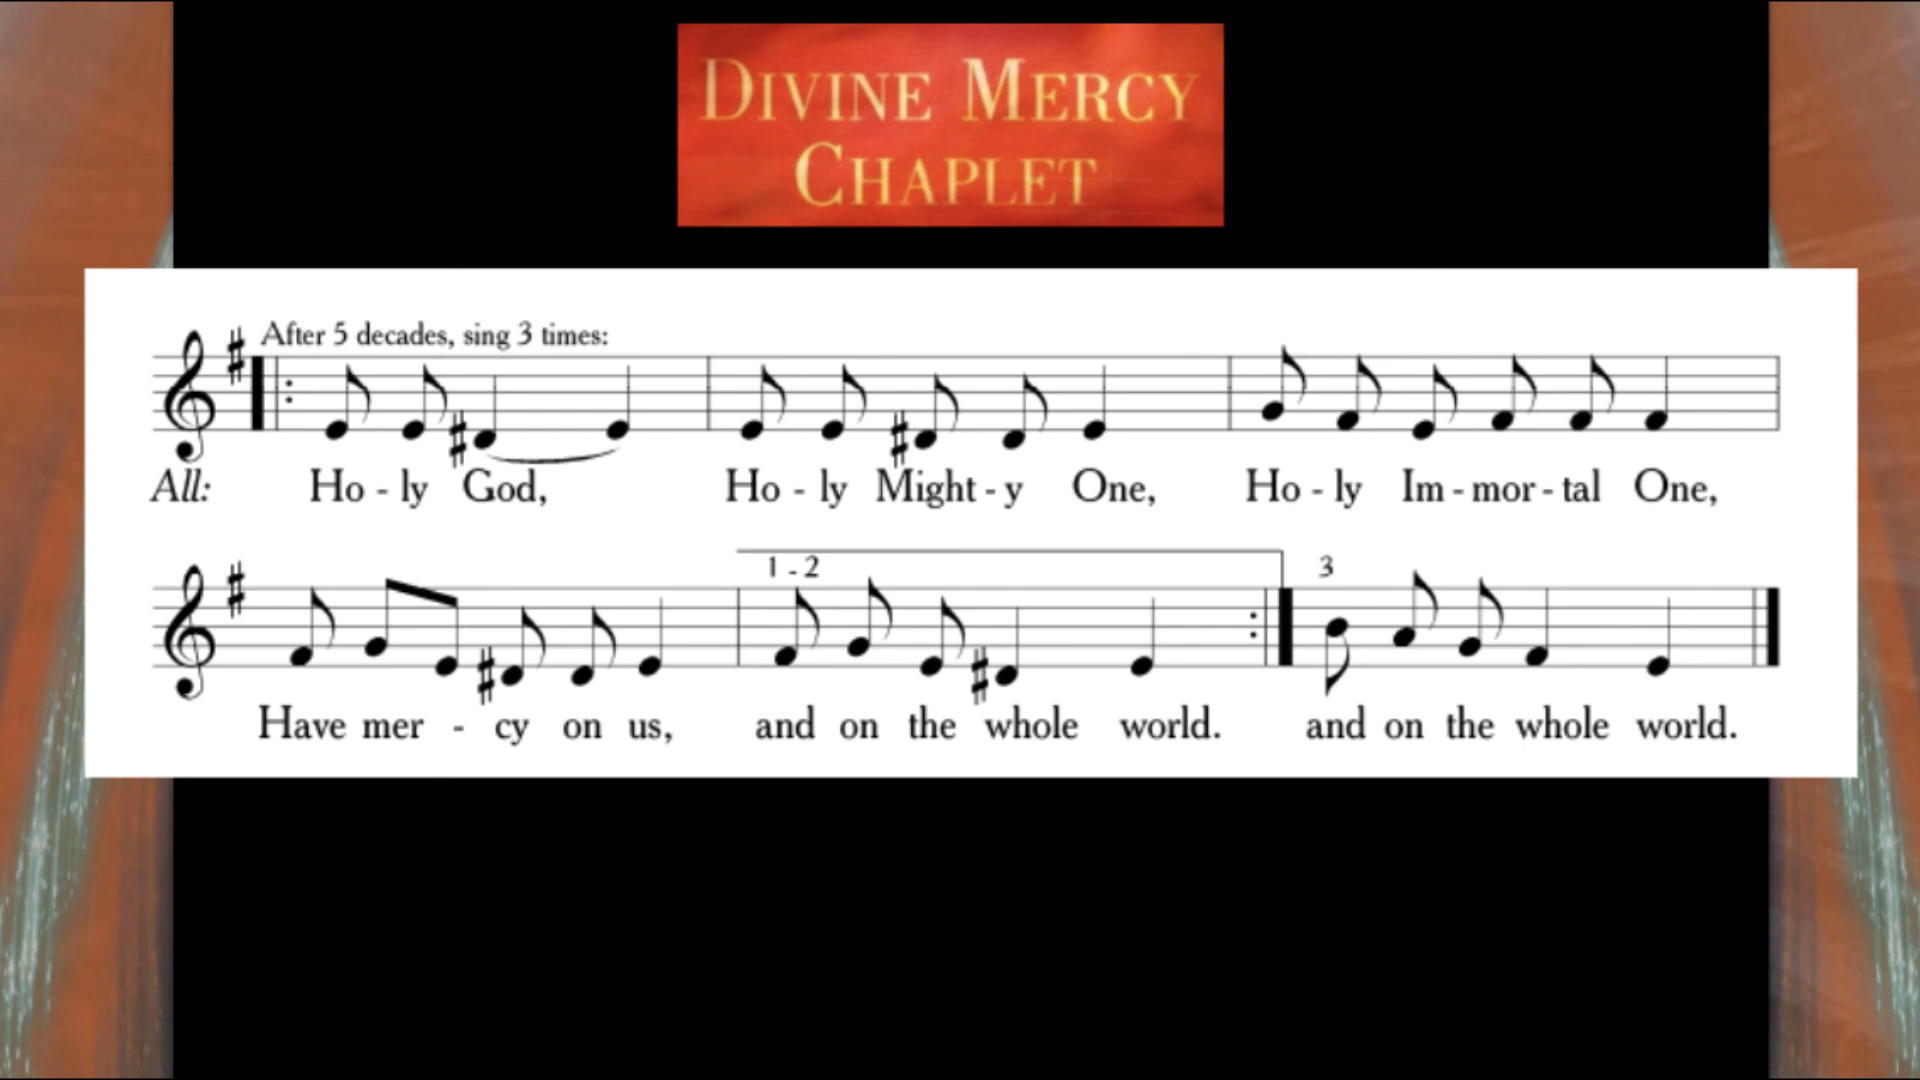 DIVINE MERCY
CHAPLET
After 5 decades, sing 3 times:
All: Ho - ly God, Ho - ly Might - y One, Ho - ly Im - mor - tal One,
1 - 2 3
Have mer - cy on us, and on the whole world. and on the whole world.